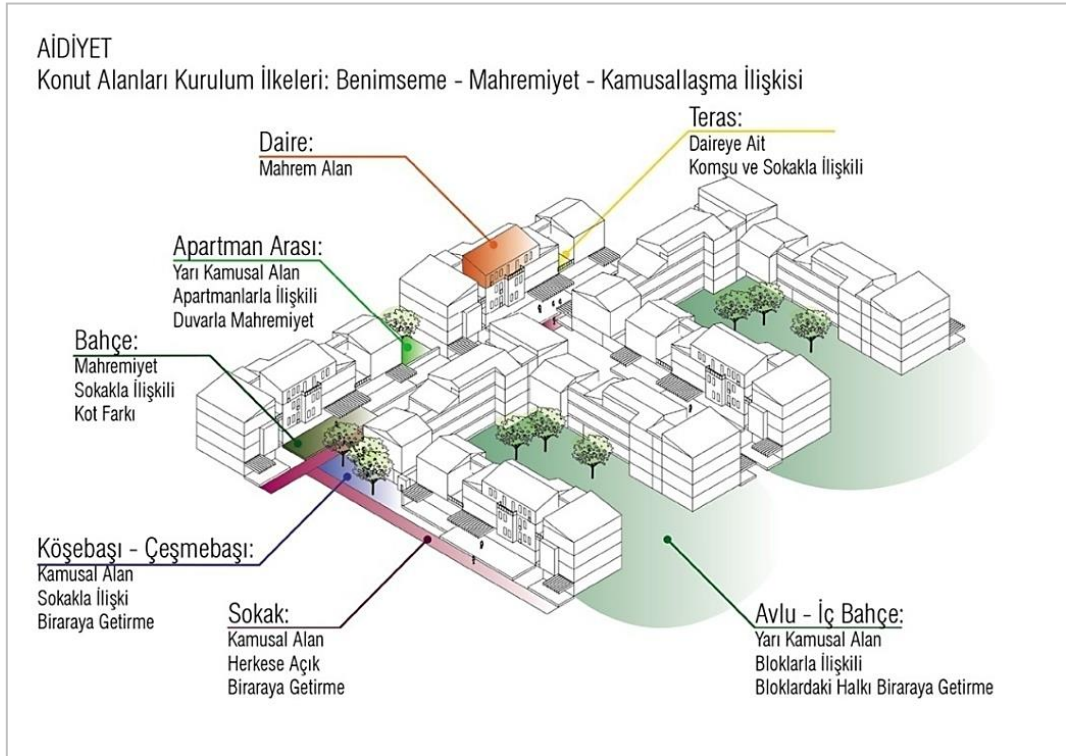 AİDİYET
Konut Alanları Kurulum İlkeleri: Benimseme - Mahremiyet - Kamusallaşma İlişkisi
Teras:
Daireye Ait
Komşu ve Sokakla İlişkili
Daire:
Mahrem Alan
Apartman Arası:
Yarı Kamusal Alan
Apartmanlarla İlişkili
Duvarla Mahremiyet
Bahçe:
Mahremiyet
Sokakla İlişkili
Kot Farkı
Köşebaşı - Çeşmebaşı:
Kamusal Alan
Sokakla İlişki
Biraraya Getirme
Sokak:
Kamusal Alan
Herkese Açık
Biraraya Getirme
Avlu - İç Bahçe:
Yarı Kamusal Alan
Bloklarla İlişkili
Bloklardaki Halkı Biraraya Getirme